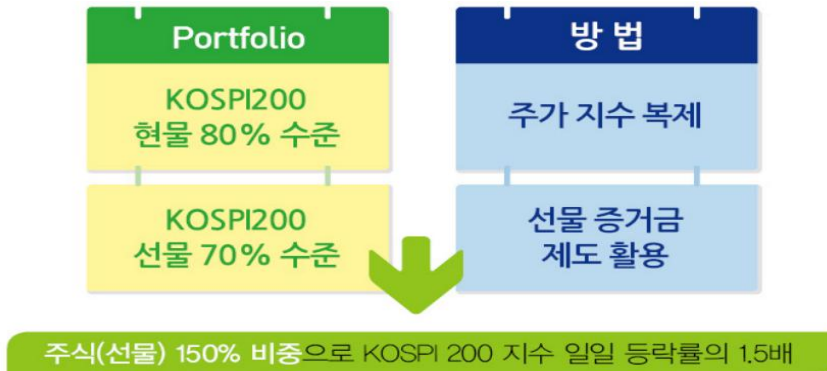 Portfolio
방 법
KOSPI200
현물 80% 수준
주가 지수 복제
KOSPI200
선물 70% 수준
선물 증거금
제도 활용
주식(선물) 150% 비중으로 KOSPI 200 지수 일일 등락률의 1.5배